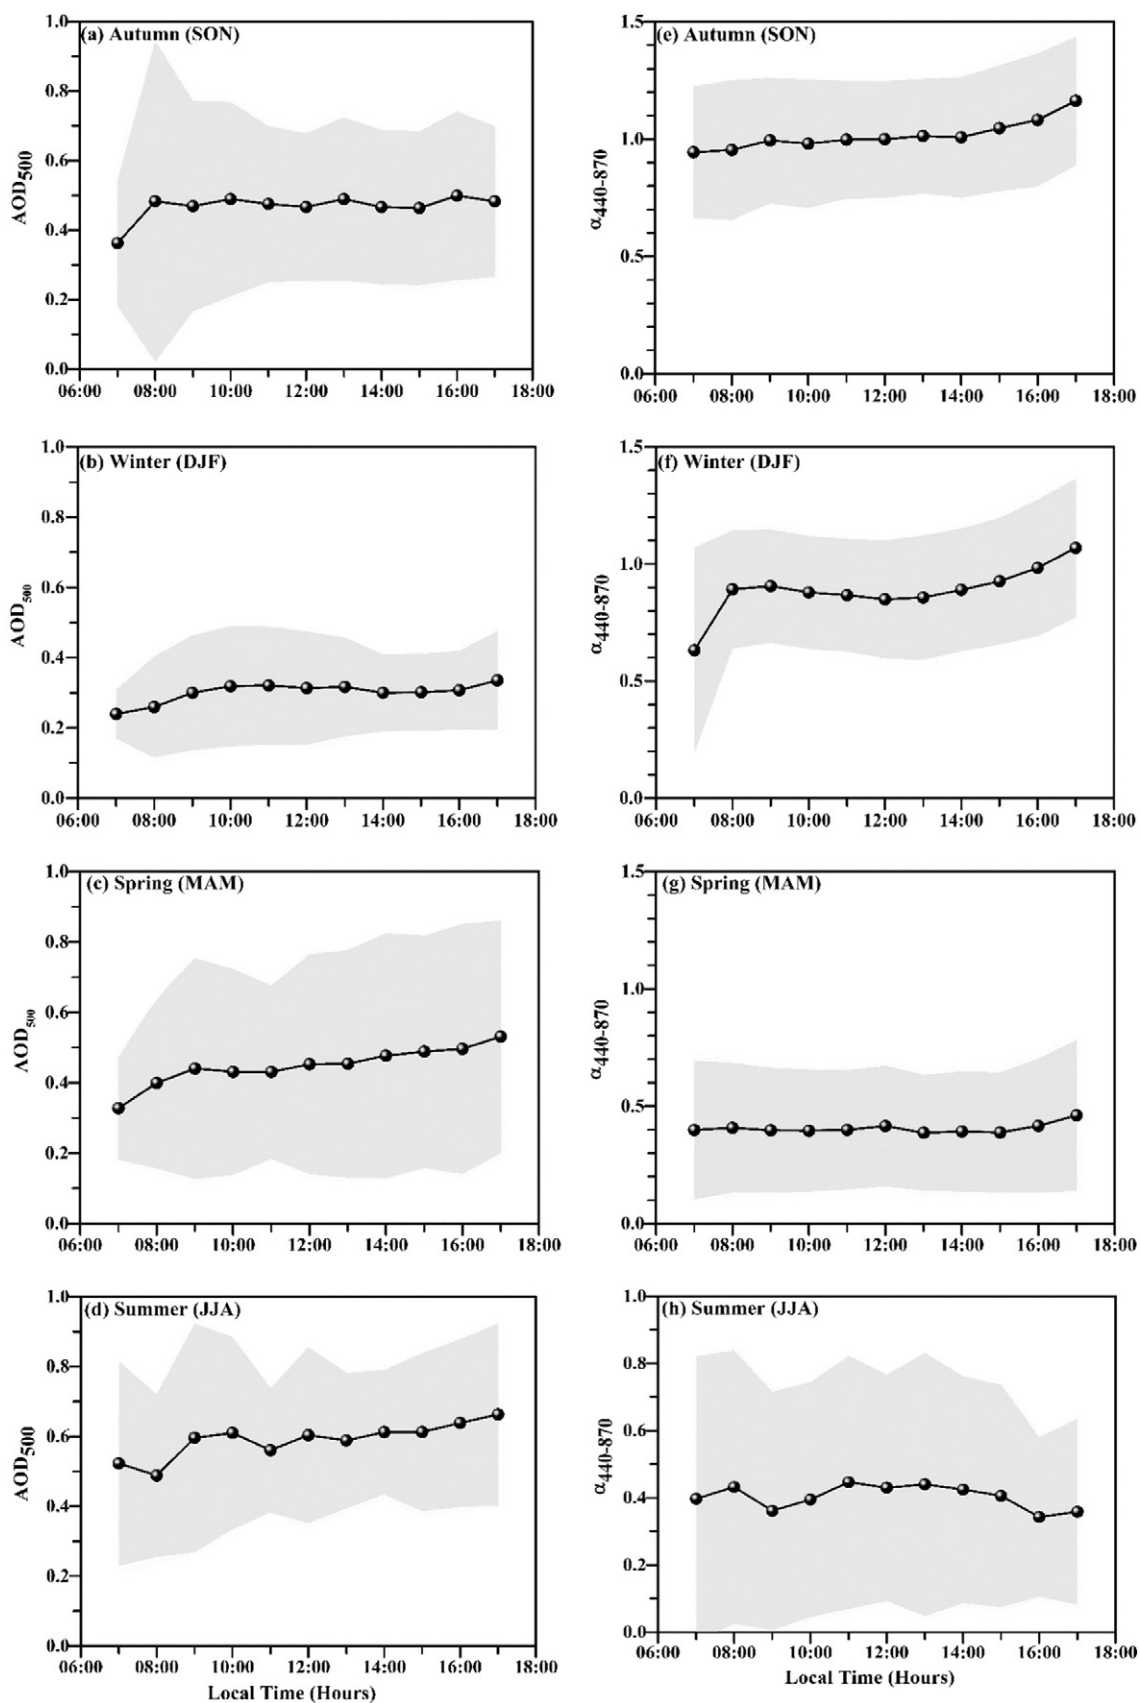 (a) Autumn (SON)
AOD500
1.0
0.8
0.6
0.4
0.2
0.0
06:00 08:00 10:00 12:00 14:00 16:00 18:00
(e) Autumn (SON)
α440-870
1.5
1.0
0.5
0.0
06:00 08:00 10:00 12:00 14:00 16:00 18:00
(b) Winter (DJF)
AOD500
1.0
0.8
0.6
0.4
0.2
0.0
06:00 08:00 10:00 12:00 14:00 16:00 18:00
(f) Winter (DJF)
α440-870
1.5
1.0
0.5
0.0
06:00 08:00 10:00 12:00 14:00 16:00 18:00
(c) Spring (MAM)
AOD500
1.0
0.8
0.6
0.4
0.2
0.0
06:00 08:00 10:00 12:00 14:00 16:00 18:00
(g) Spring (MAM)
α440-870
1.5
1.0
0.5
0.0
06:00 08:00 10:00 12:00 14:00 16:00 18:00
(d) Summer (JJA)
AOD500
1.0
0.8
0.6
0.4
0.2
0.0
06:00 08:00 10:00 12:00 14:00 16:00 18:00
Local Time (Hours)
(h) Summer (JJA)
α440-870
1.0
0.8
0.6
0.4
0.2
0.0
06:00 08:00 10:00 12:00 14:00 16:00 18:00
Local Time (Hours)